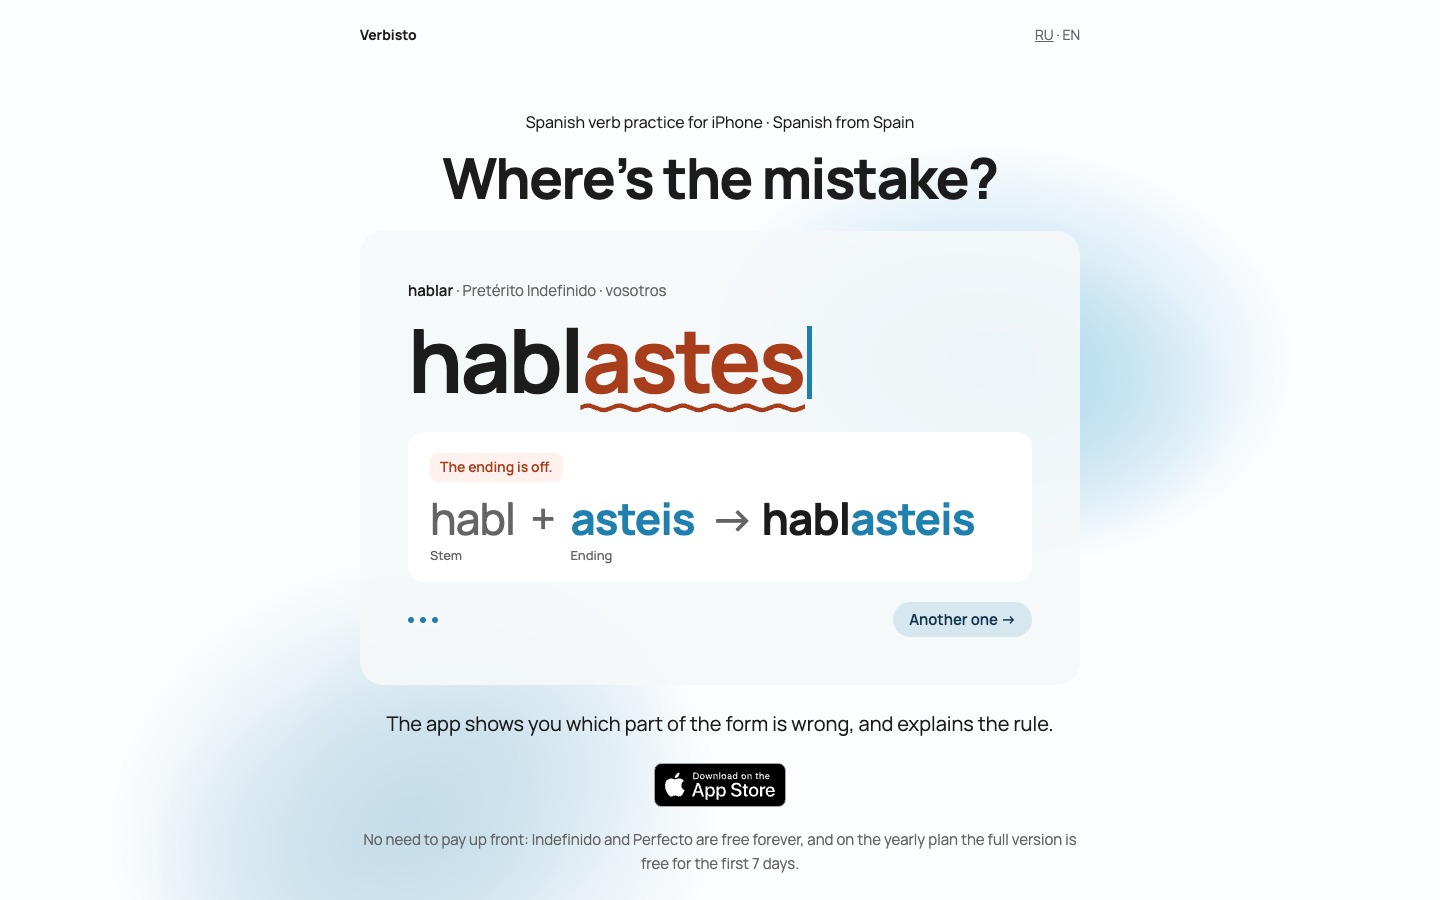 Verbisto
RU · EN
Spanish verb practice for iPhone · Spanish from Spain
Where’s the mistake?
hablar · Pretérito Indefinido · vosotros
hablastes
The ending is off.
habl + asteis → hablasteis
Stem Ending
Another one →
The app shows you which part of the form is wrong, and explains the rule.
Download on the
App Store
No need to pay up front: Indefinido and Perfecto are free forever, and on the yearly plan the full version is
free for the first 7 days.